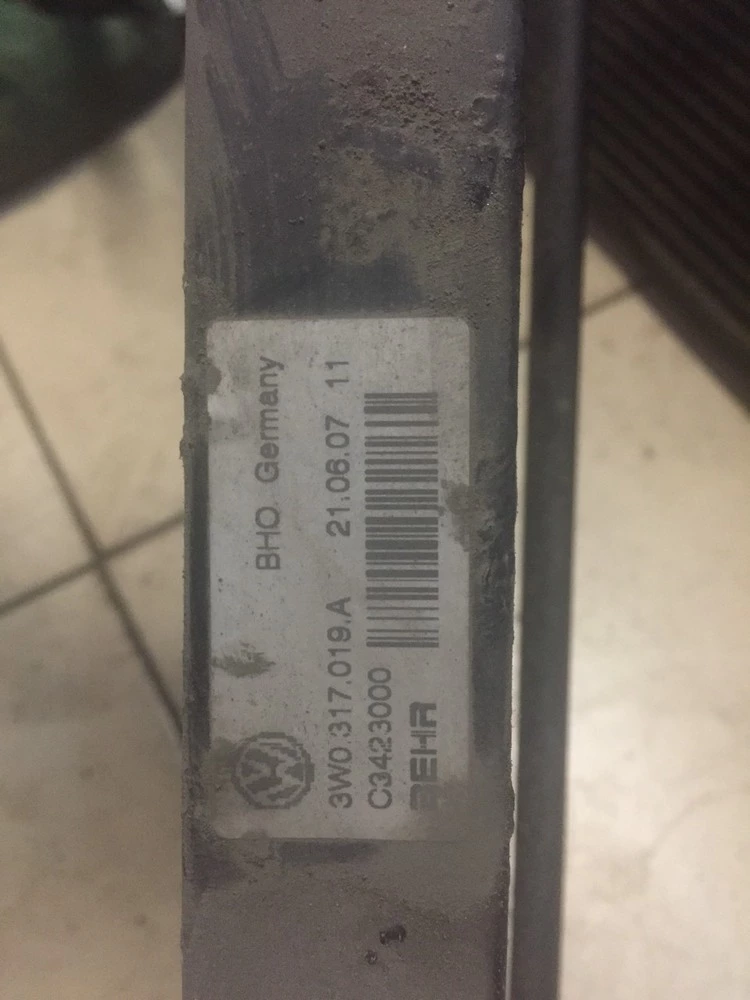 BHO Germany
3W0.317.019.A 21.06.07 11
C3423000
BEHR